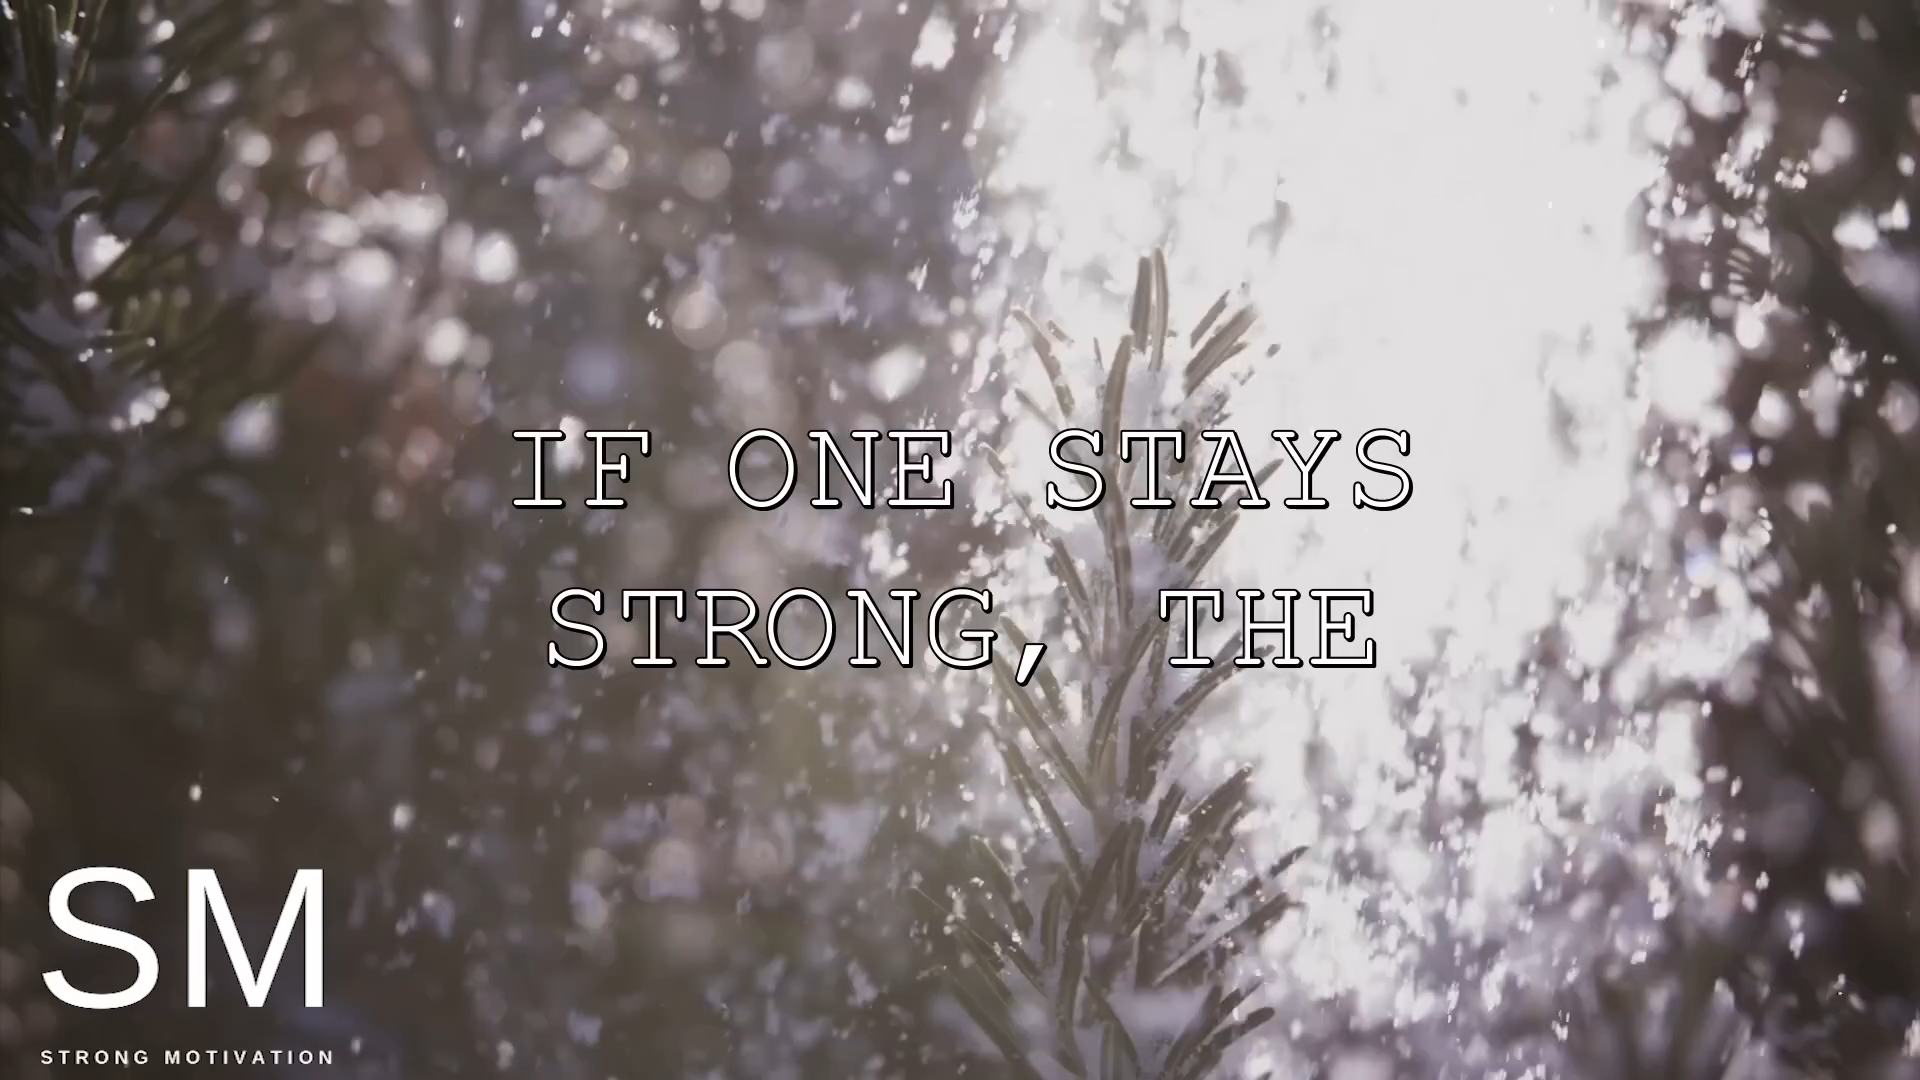 IF ONE STAYS
STRONG, THE
SM
STRONG MOTIVATION